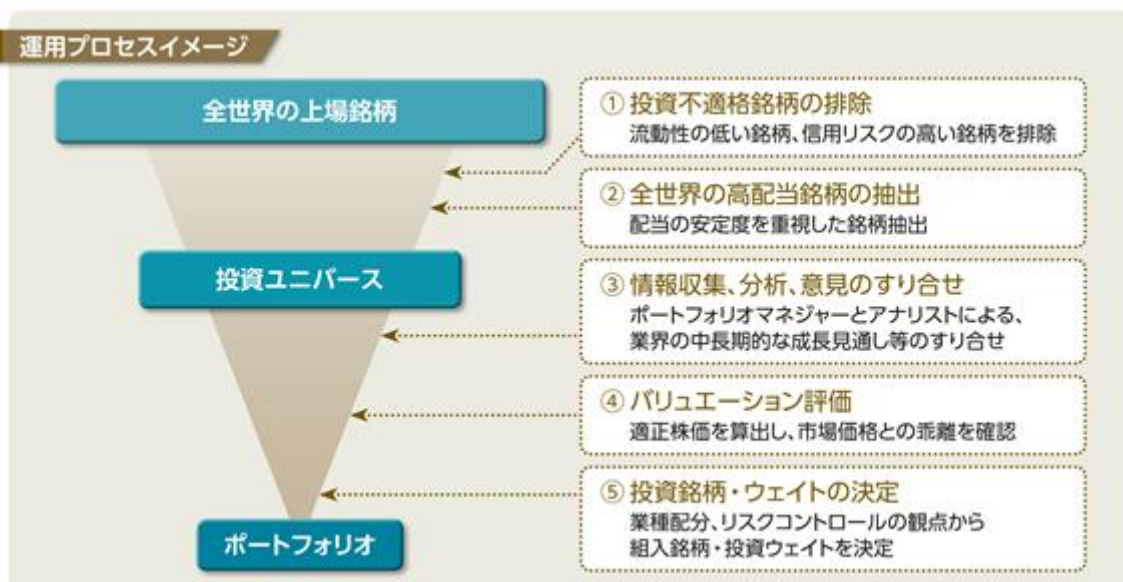 運用プロセスイメージ
全世界の上場銘柄
① 投資不適格銘柄の排除
流動性の低い銘柄、信用リスクの高い銘柄を排除
② 全世界の高配当銘柄の抽出
配当の安定度を重視した銘柄抽出
投資ユニバース
③ 情報収集、分析、意見のすり合せ
ポートフォリオマネジャーとアナリストによる、
業界の中長期的な成長見通し等のすり合せ
④ バリュエーション評価
適正株価を算出し、市場価格との乖離を確認
⑤ 投資銘柄・ウェイトの決定
業種配分、リスクコントロールの観点から
組入銘柄・投資ウェイトを決定
ポートフォリオ